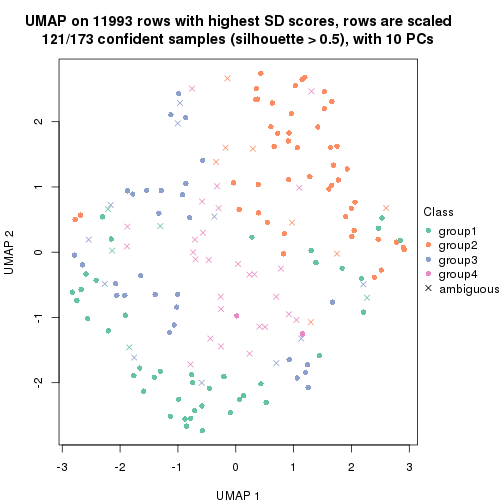 UMAP on 11993 rows with highest SD scores, rows are scaled
121/173 confident samples (silhouette > 0.5), with 10 PCs
UMAP 2
2
1
0
-1
-2
-3
-2
-1
0
1
2
3
UMAP 1
Class
group1
group2
group3
group4
ambiguous